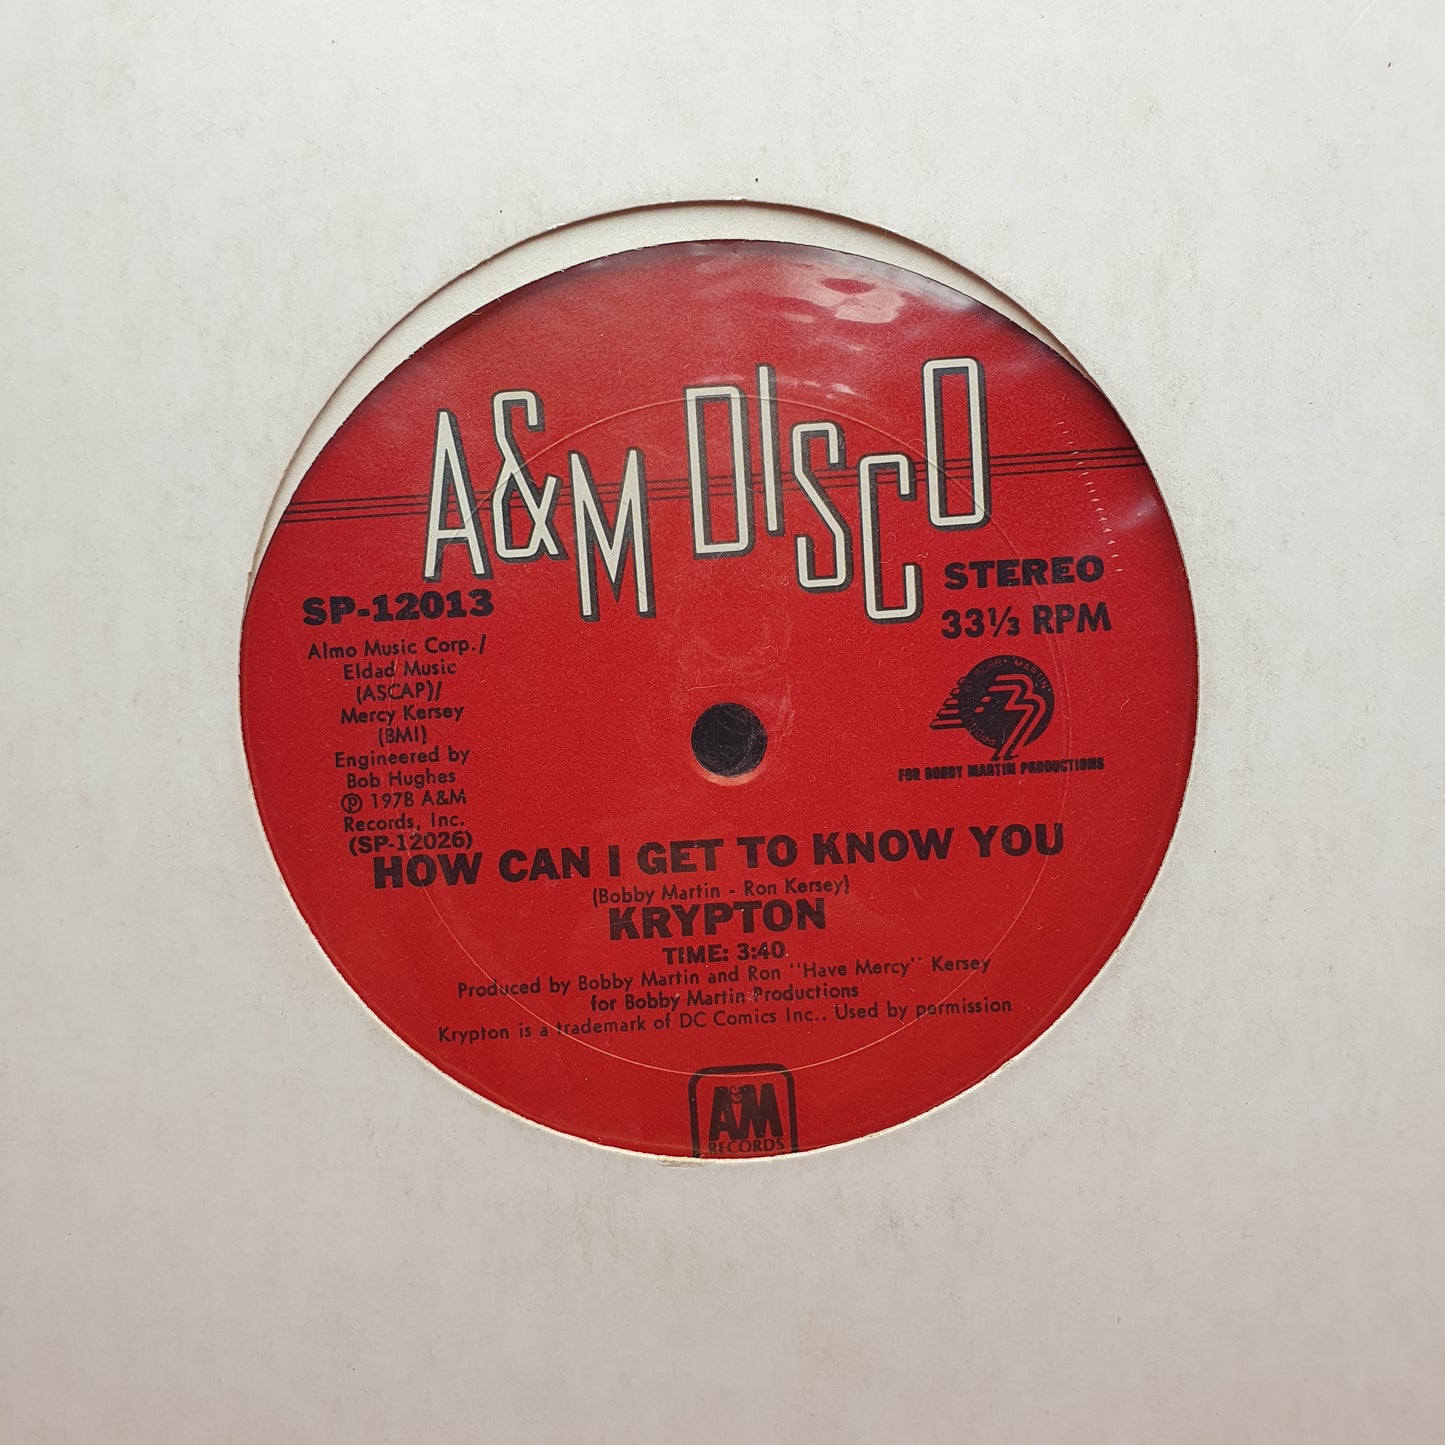 A&M DISCO
STEREO
33⅓ RPM
SP-12013
Almo Music Corp./
Eldad Music
(ASCAP)/
Mercy Kersey
(BMI)
Engineered by
Bob Hughes
℗ 1978 A&M
Records, Inc.
(SP-12026)
BOBBY MARTIN
FOR BOBBY MARTIN PRODUCTIONS
HOW CAN I GET TO KNOW YOU
(Bobby Martin - Ron Kersey)
KRYPTON
TIME: 3:40
Produced by Bobby Martin and Ron "Have Mercy" Kersey
for Bobby Martin Productions
Krypton is a trademark of DC Comics Inc.. Used by permission
A&M
RECORDS